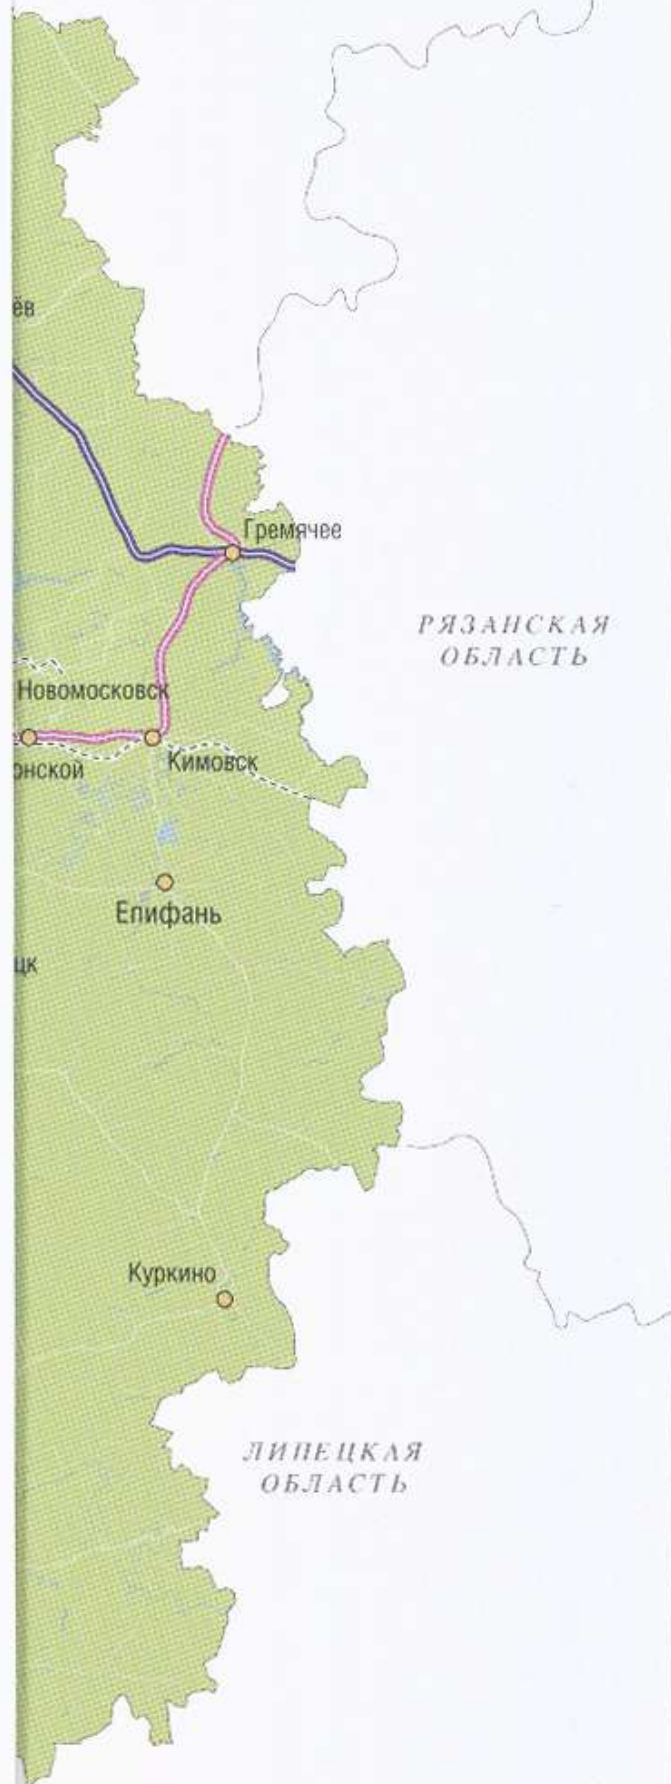 ёв
Гремячее
РЯЗАНСКАЯ
ОБЛАСТЬ
Новомосковск
Кимовск
онской
Епифань
цк
Куркино
ЛИПЕЦКАЯ
ОБЛАСТЬ